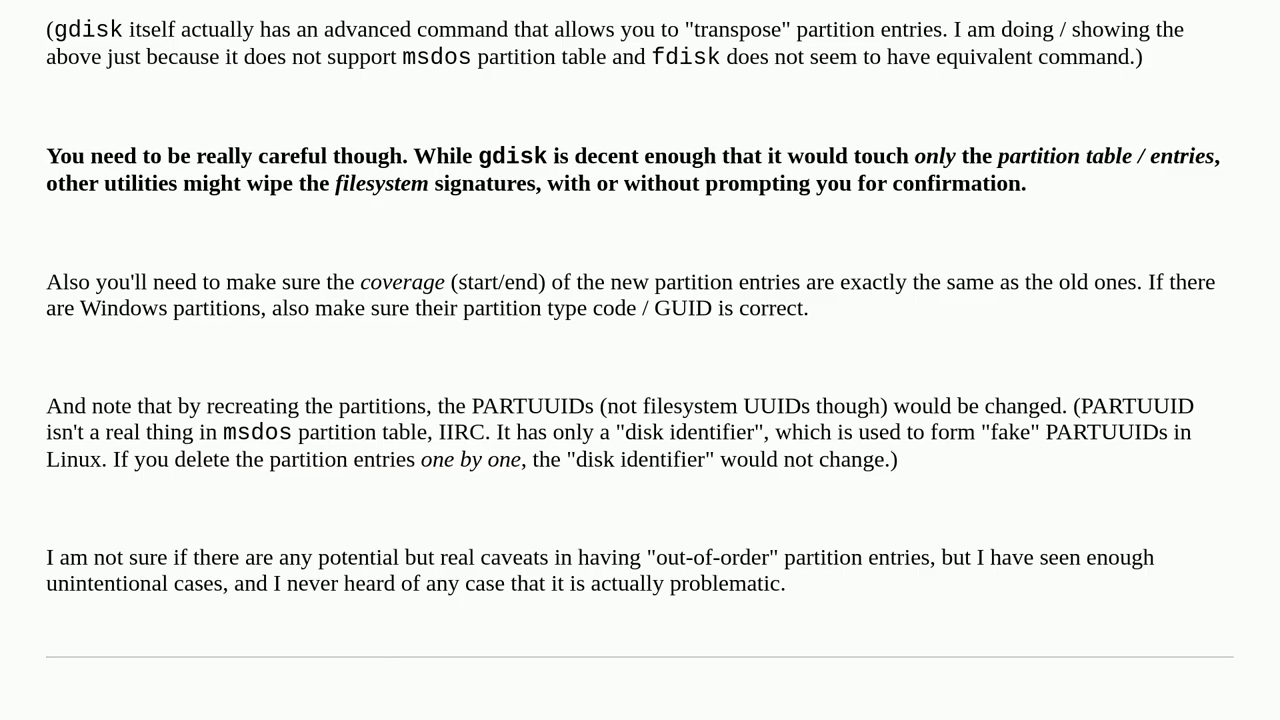 (gdisk itself actually has an advanced command that allows you to "transpose" partition entries. I am doing / showing the
above just because it does not support msdos partition table and fdisk does not seem to have equivalent command.)
You need to be really careful though. While gdisk is decent enough that it would touch only the partition table / entries,
other utilities might wipe the filesystem signatures, with or without prompting you for confirmation.
Also you'll need to make sure the coverage (start/end) of the new partition entries are exactly the same as the old ones. If there
are Windows partitions, also make sure their partition type code / GUID is correct.
And note that by recreating the partitions, the PARTUUIDs (not filesystem UUIDs though) would be changed. (PARTUUID
isn't a real thing in msdos partition table, IIRC. It has only a "disk identifier", which is used to form "fake" PARTUUIDs in
Linux. If you delete the partition entries one by one, the "disk identifier" would not change.)
I am not sure if there are any potential but real caveats in having "out-of-order" partition entries, but I have seen enough
unintentional cases, and I never heard of any case that it is actually problematic.